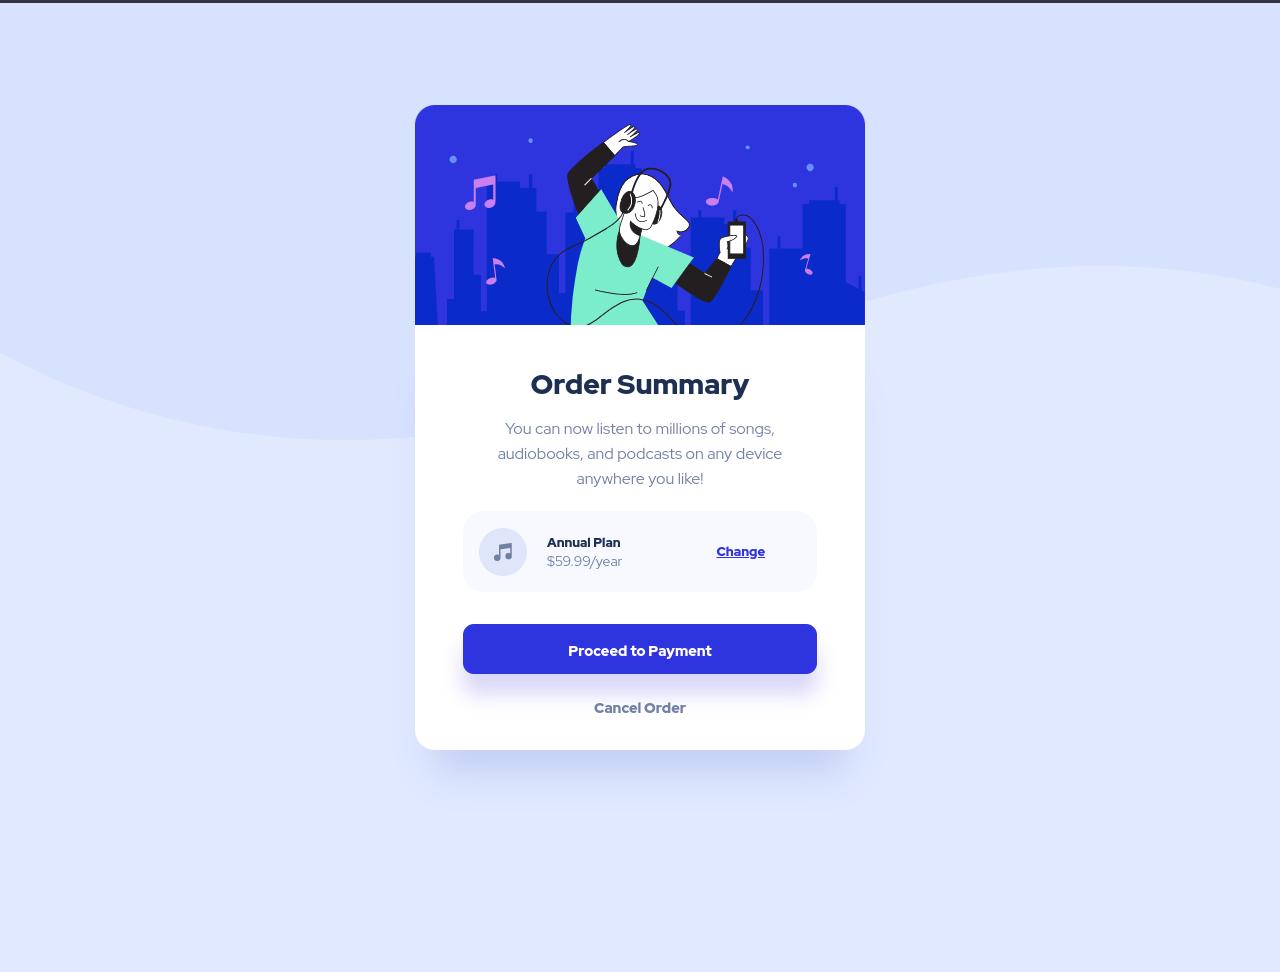 Order Summary
You can now listen to millions of songs,
audiobooks, and podcasts on any device
anywhere you like!
Annual Plan
$59.99/year
Change
Proceed to Payment
Cancel Order